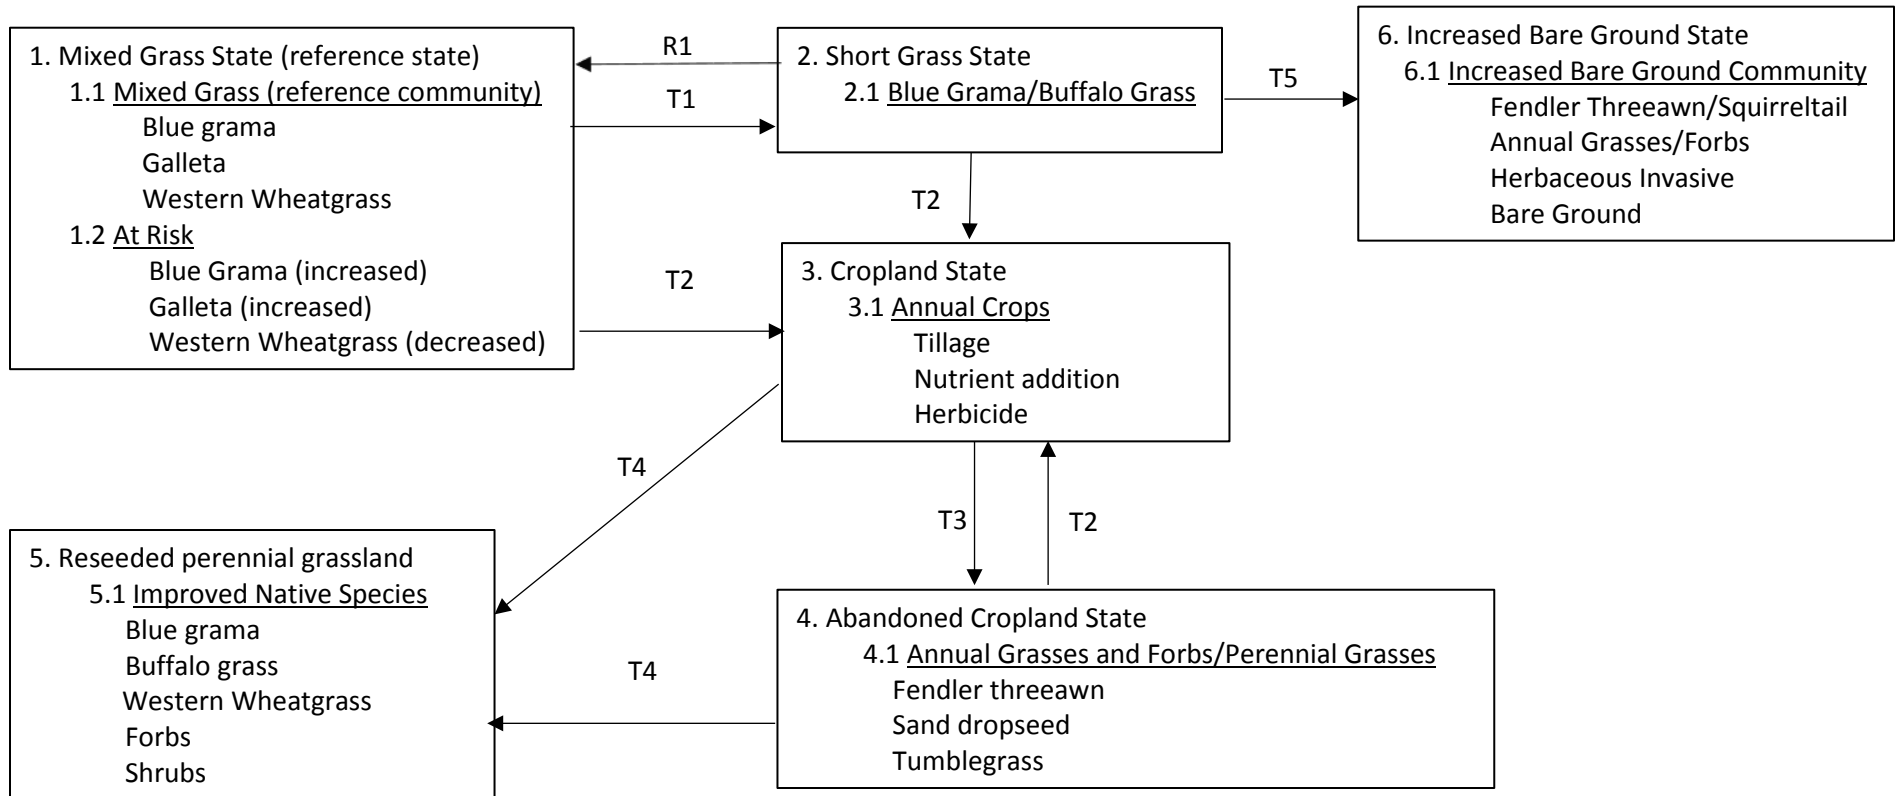 1. Mixed Grass State (reference state)
1.1 Mixed Grass (reference community)
Blue grama
Galleta
Western Wheatgrass
1.2 At Risk
Blue Grama (increased)
Galleta (increased)
Western Wheatgrass (decreased)
R1
T1
2. Short Grass State
2.1 Blue Grama/Buffalo Grass
T5
6. Increased Bare Ground State
6.1 Increased Bare Ground Community
Fendler Threeawn/Squirreltail
Annual Grasses/Forbs
Herbaceous Invasive
Bare Ground
T2
T2
3. Cropland State
3.1 Annual Crops
Tillage
Nutrient addition
Herbicide
T4
T3
T2
5. Reseeded perennial grassland
5.1 Improved Native Species
Blue grama
Buffalo grass
Western Wheatgrass
Forbs
Shrubs
T4
4. Abandoned Cropland State
4.1 Annual Grasses and Forbs/Perennial Grasses
Fendler threeawn
Sand dropseed
Tumblegrass